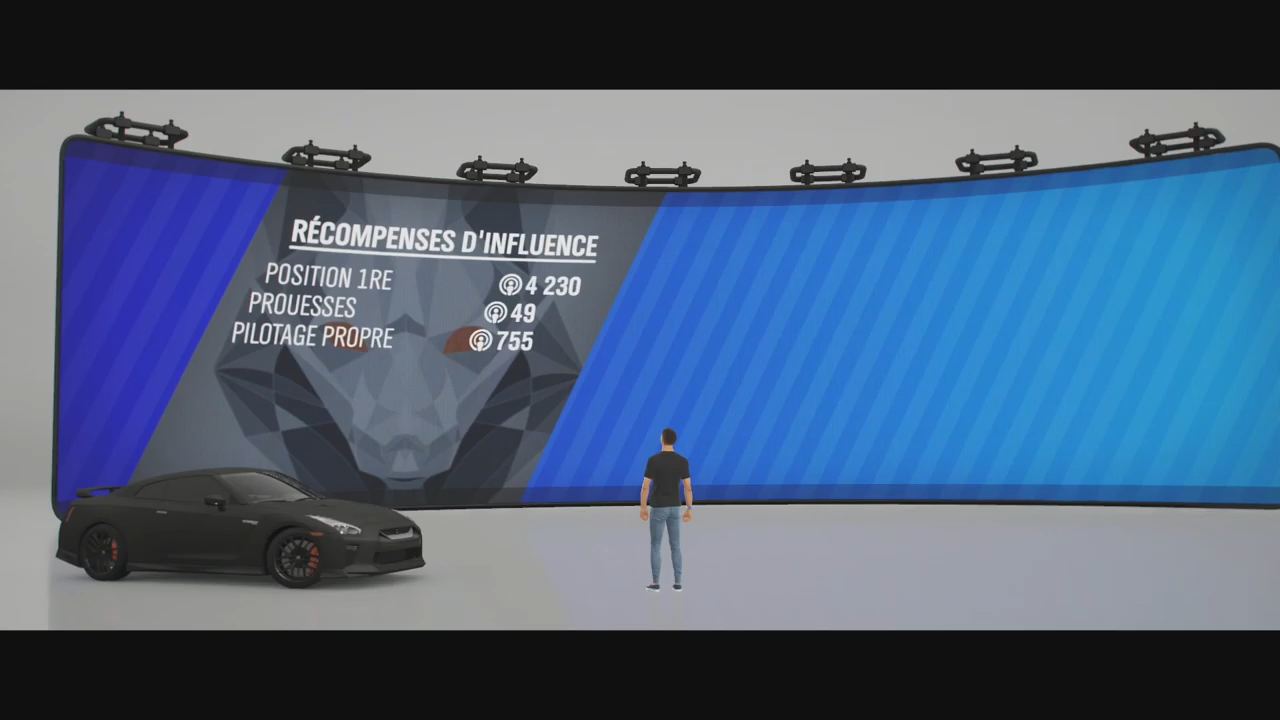 RÉCOMPENSES D'INFLUENCE
POSITION 1RE 4 230
PROUESSES 49
PILOTAGE PROPRE 755